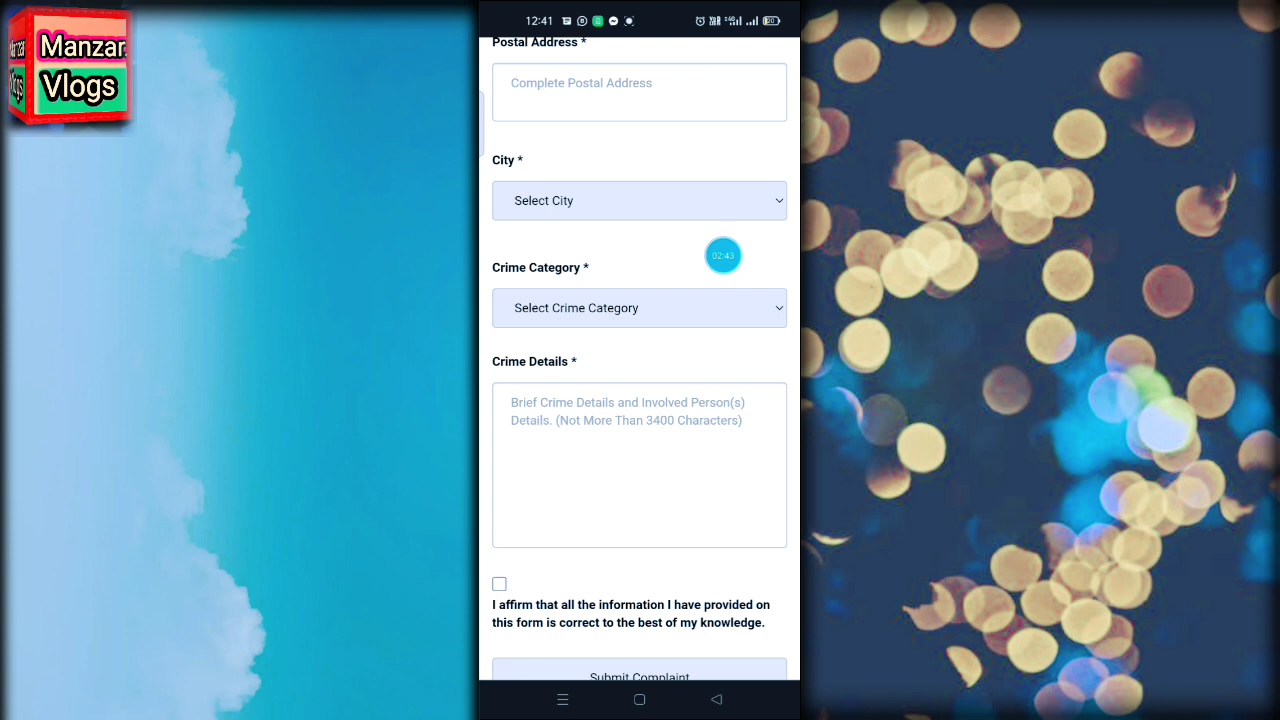 Manzar
Vlogs
12:41
Postal Address *
Complete Postal Address
City *
Select City
02:43
Crime Category *
Select Crime Category
Crime Details *
Brief Crime Details and Involved Person(s)
Details. (Not More Than 3400 Characters)
I affirm that all the information I have provided on
this form is correct to the best of my knowledge.
Submit Complaint